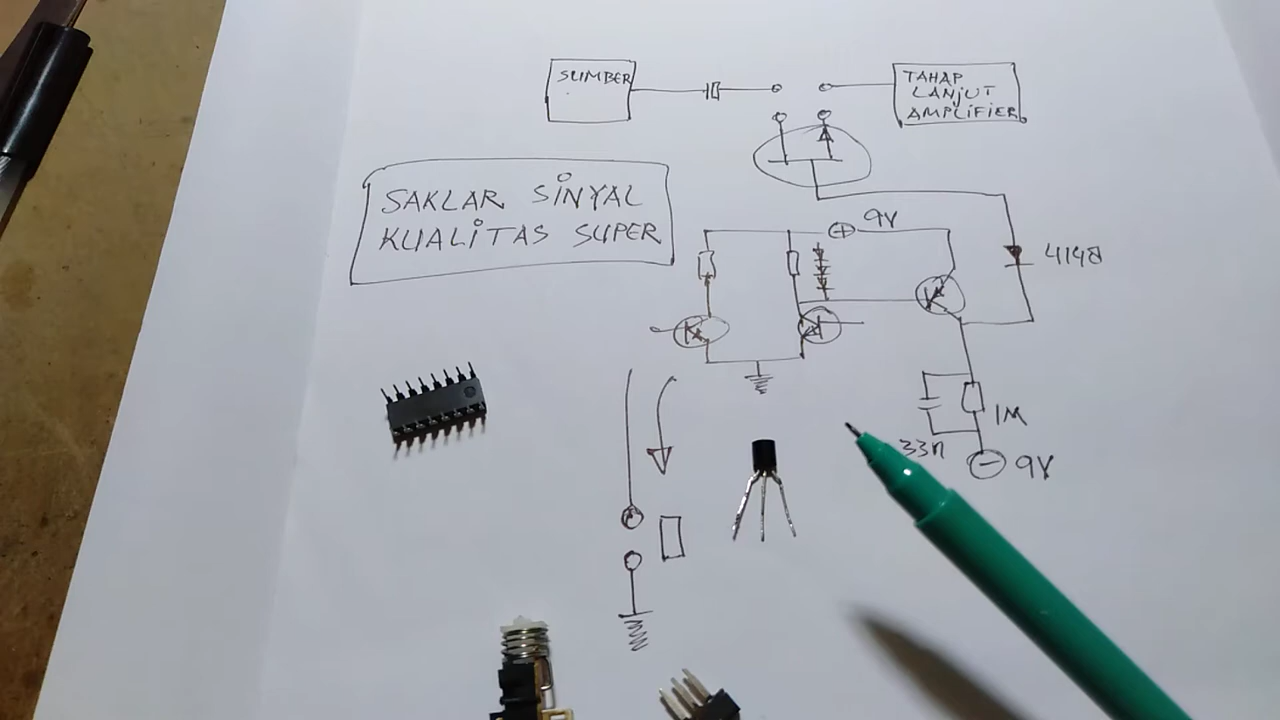 SUMBER
TAHAP
LANJUT
AMPLIFIER
SAKLAR SINYAL
KUALITAS SUPER
9V
4148
1M
33n
9V